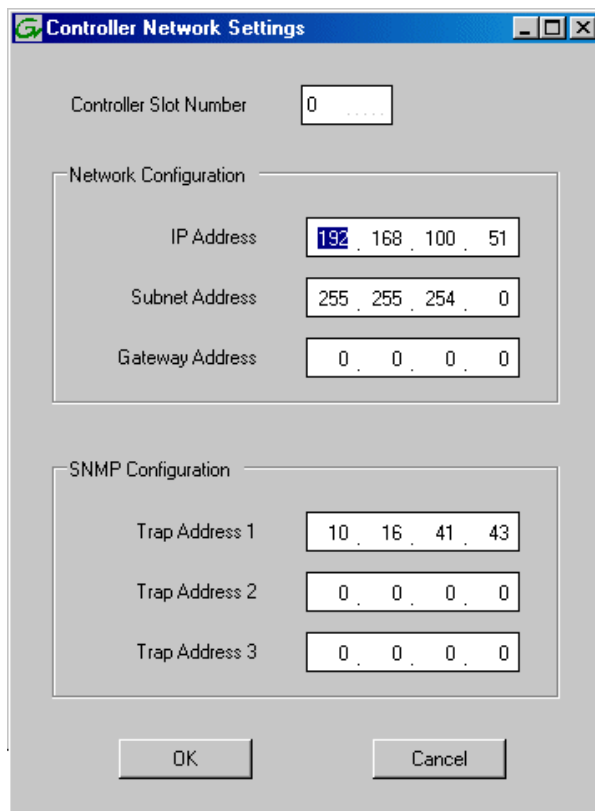 Controller Network Settings
Controller Slot Number 0
Network Configuration
IP Address 192 . 168 . 100 . 51
Subnet Address 255 . 255 . 254 . 0
Gateway Address 0 . 0 . 0 . 0
SNMP Configuration
Trap Address 1 10 . 16 . 41 . 43
Trap Address 2 0 . 0 . 0 . 0
Trap Address 3 0 . 0 . 0 . 0
OK Cancel